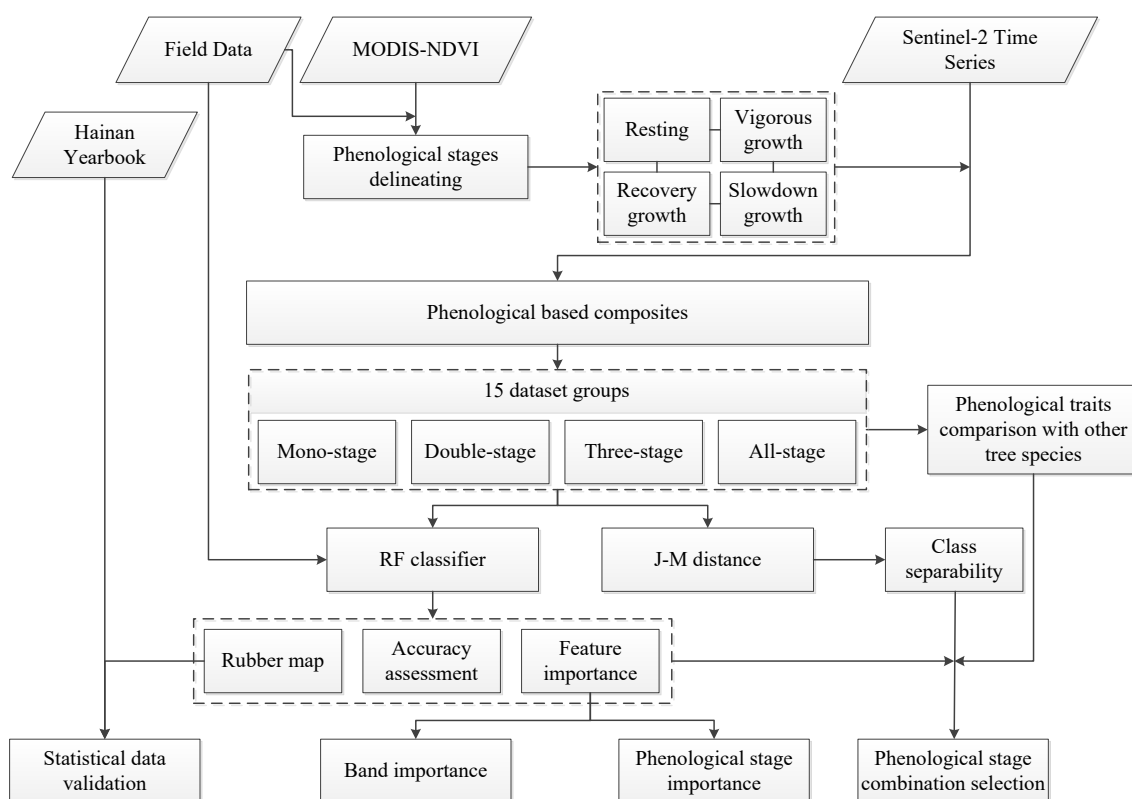 Field Data
MODIS-NDVI
Sentinel-2 Time
Series
Hainan
Yearbook
Phenological stages
delineating
Resting
Vigorous
growth
Recovery
growth
Slowdown
growth
Phenological based composites
15 dataset groups
Mono-stage
Double-stage
Three-stage
All-stage
Phenological traits
comparison with other
tree species
RF classifier
J-M distance
Class
separability
Rubber map
Accuracy
assessment
Feature
importance
Statistical data
validation
Band importance
Phenological stage
importance
Phenological stage
combination selection